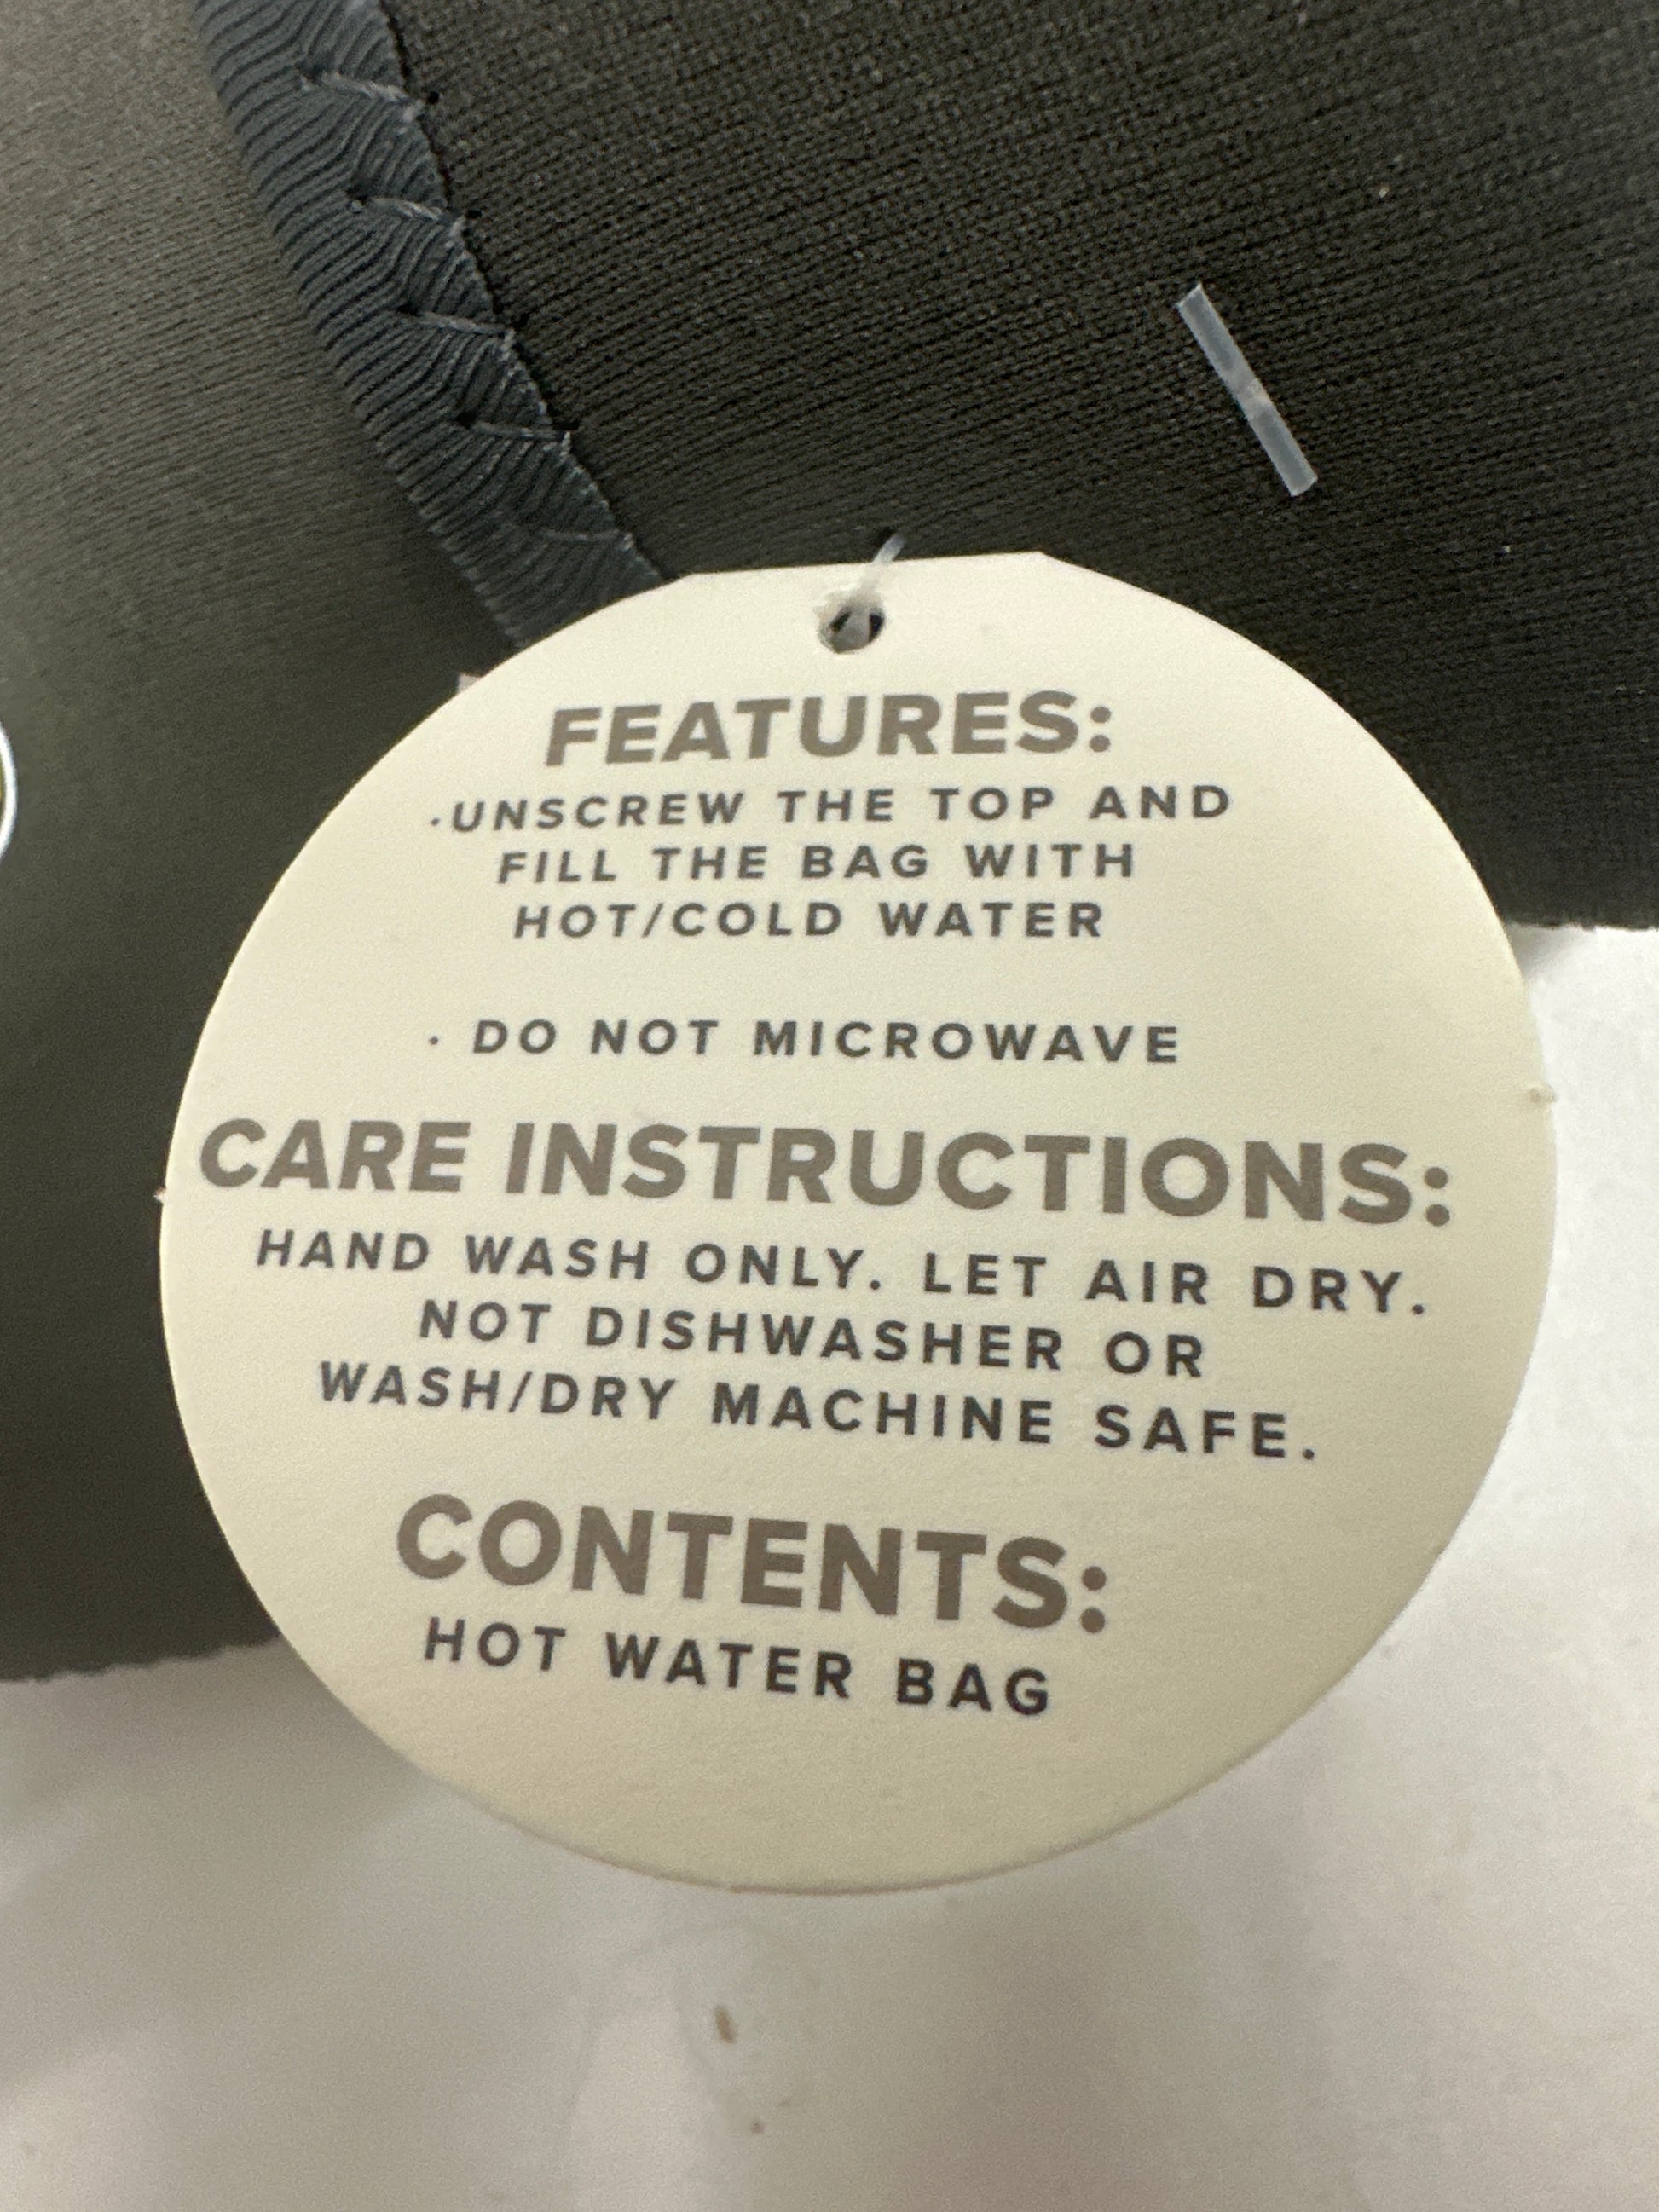 FEATURES:
·UNSCREW THE TOP AND
FILL THE BAG WITH
HOT/COLD WATER
· DO NOT MICROWAVE
CARE INSTRUCTIONS:
HAND WASH ONLY. LET AIR DRY.
NOT DISHWASHER OR
WASH/DRY MACHINE SAFE.
CONTENTS:
HOT WATER BAG